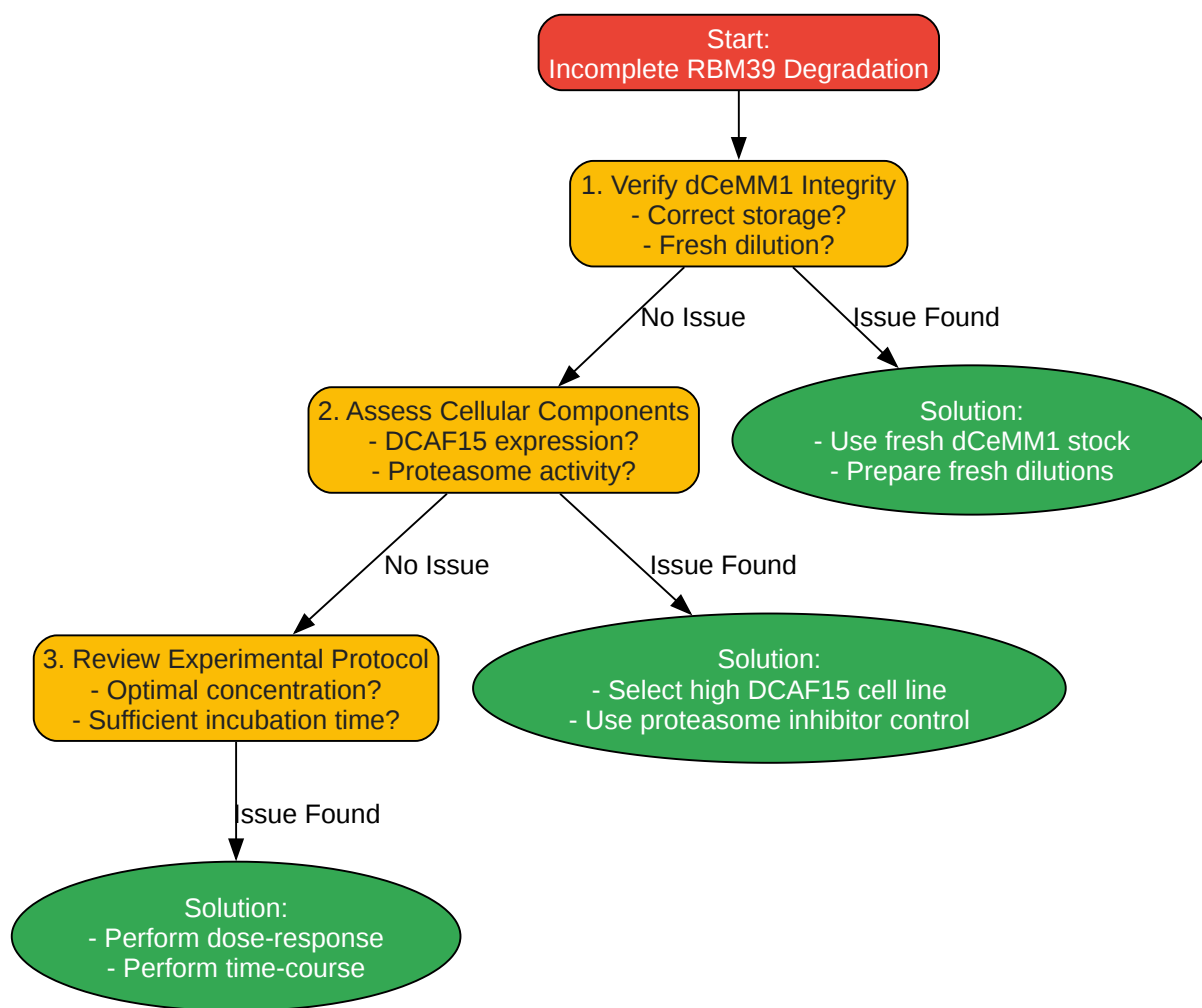 Start:
Incomplete RBM39 Degradation
1. Verify dCeMM1 Integrity
- Correct storage?
- Fresh dilution?
No Issue
Issue Found
2. Assess Cellular Components
- DCAF15 expression?
- Proteasome activity?
Solution:
- Use fresh dCeMM1 stock
- Prepare fresh dilutions
No Issue
Issue Found
3. Review Experimental Protocol
- Optimal concentration?
- Sufficient incubation time?
Solution:
- Select high DCAF15 cell line
- Use proteasome inhibitor control
Issue Found
Solution:
- Perform dose-response
- Perform time-course